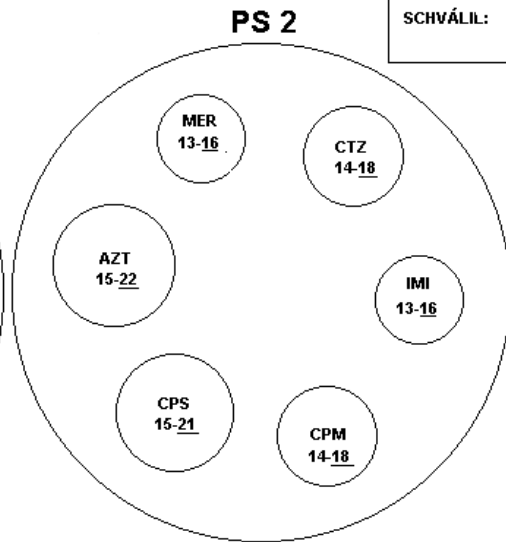 PS 2
SCHVÁLIL:
MER
13-16
CTZ
14-18
AZT
15-22
IMI
13-16
CPS
15-21
CPM
14-18